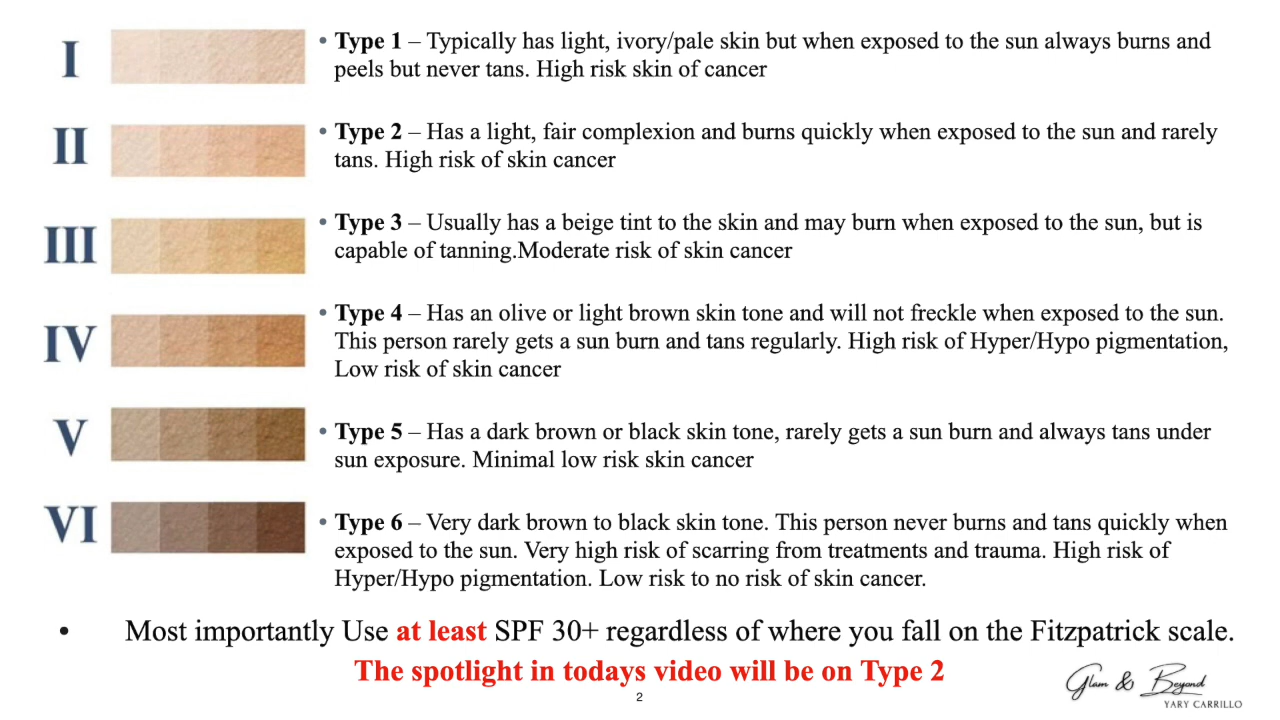 I
• Type 1 – Typically has light, ivory/pale skin but when exposed to the sun always burns and
peels but never tans. High risk skin of cancer
II
• Type 2 – Has a light, fair complexion and burns quickly when exposed to the sun and rarely
tans. High risk of skin cancer
III
• Type 3 – Usually has a beige tint to the skin and may burn when exposed to the sun, but is
capable of tanning.Moderate risk of skin cancer
IV
• Type 4 – Has an olive or light brown skin tone and will not freckle when exposed to the sun.
This person rarely gets a sun burn and tans regularly. High risk of Hyper/Hypo pigmentation,
Low risk of skin cancer
V
• Type 5 – Has a dark brown or black skin tone, rarely gets a sun burn and always tans under
sun exposure. Minimal low risk skin cancer
VI
• Type 6 – Very dark brown to black skin tone. This person never burns and tans quickly when
exposed to the sun. Very high risk of scarring from treatments and trauma. High risk of
Hyper/Hypo pigmentation. Low risk to no risk of skin cancer.
• Most importantly Use at least SPF 30+ regardless of where you fall on the Fitzpatrick scale.
The spotlight in todays video will be on Type 2
2
Glam & Beyond
YARY CARRILLO